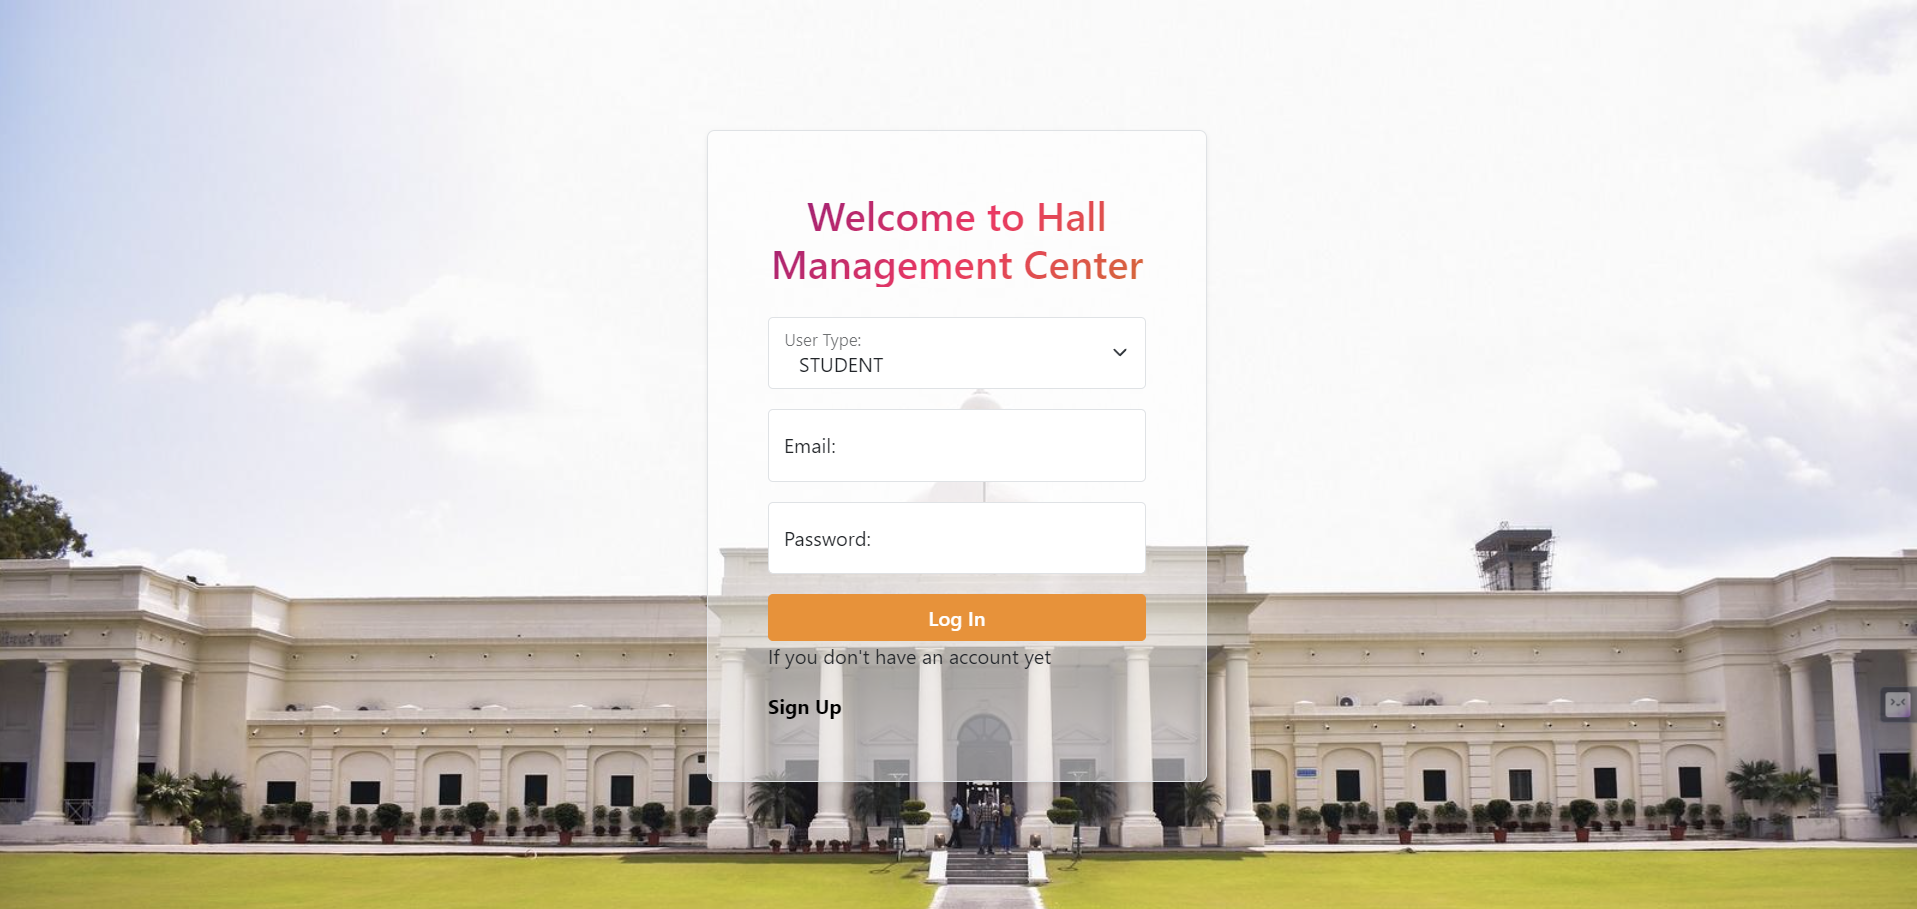 Welcome to Hall
Management Center
User Type:
STUDENT
Email:
Password:
Log In
If you don't have an account yet
Sign Up